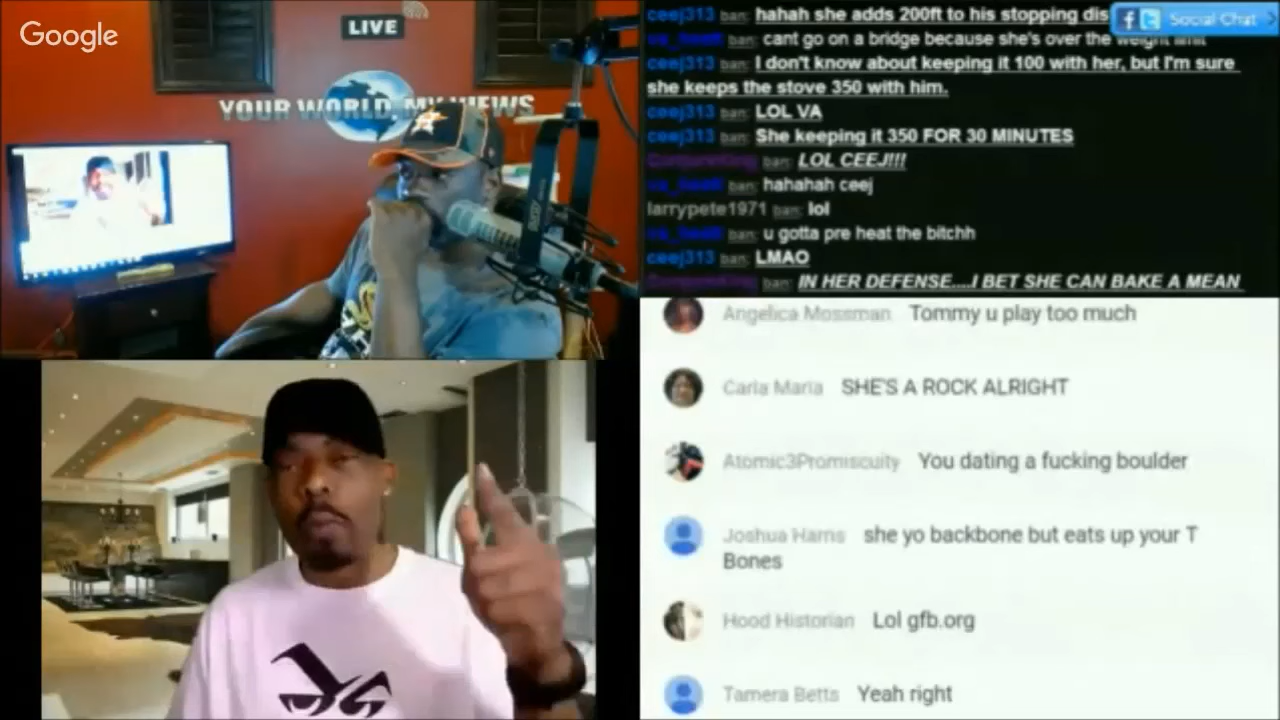 Google
LIVE
YOUR WORLD, MY VIEWS
ceej313 ban: hahah she adds 200ft to his stopping dis
Social Chat
ban: cant go on a bridge because she's over the weight limit
ceej313 ban: I don't know about keeping it 100 with her, but I'm sure
she keeps the stove 350 with him.
ceej313 ban: LOL VA
ceej313 ban: She keeping it 350 FOR 30 MINUTES
ban: LOL CEEJ!!!
ban: hahahah ceej
larrypete1971 ban: lol
ban: u gotta pre heat the bitchh
ceej313 ban: LMAO
ban: IN HER DEFENSE....I BET SHE CAN BAKE A MEAN
Angelica Mossman Tommy u play too much
Carla Maria SHE'S A ROCK ALRIGHT
Atomic3Promiscuity You dating a fucking boulder
Joshua Harris she yo backbone but eats up your T
Bones
Hood Historian Lol gfb.org
Tamera Betts Yeah right